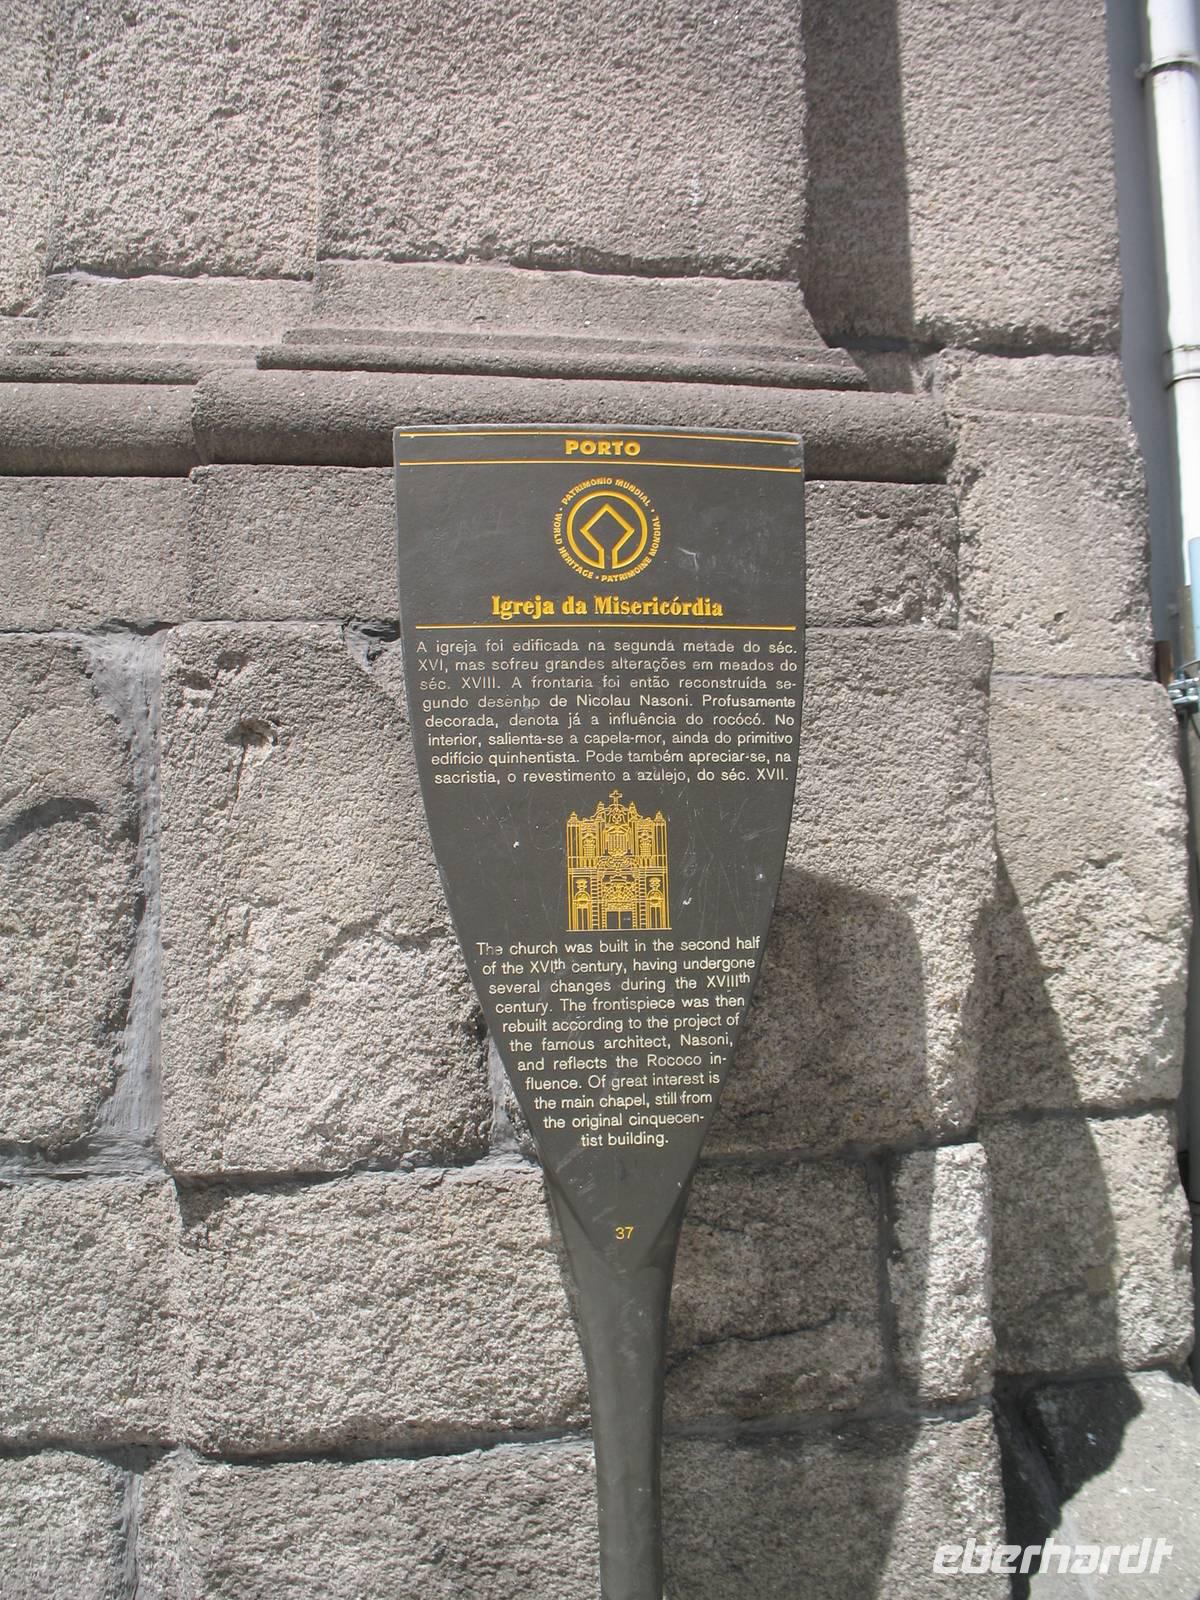 PORTO
PATRIMONIO MUNDIAL • WORLD HERITAGE • PATRIMOINE MONDIAL •
Igreja da Misericórdia
A igreja foi edificada na segunda metade do séc.
XVI, mas sofreu grandes alterações em meados do
séc. XVIII. A frontaria foi então reconstruída se-
gundo desenho de Nicolau Nasoni. Profusamente
decorada, denota já a influência do rococó. No
interior, salienta-se a capela-mor, ainda do primitivo
edifício quinhentista. Pode também apreciar-se, na
sacristia, o revestimento a azulejo, do séc. XVII.
The church was built in the second half
of the XVIth century, having undergone
several changes during the XVIIIth
century. The frontispiece was then
rebuilt according to the project of
the famous architect, Nasoni,
and reflects the Rococo in-
fluence. Of great interest is
the main chapel, still from
the original cinquecen-
tist building.
37
eberhardt